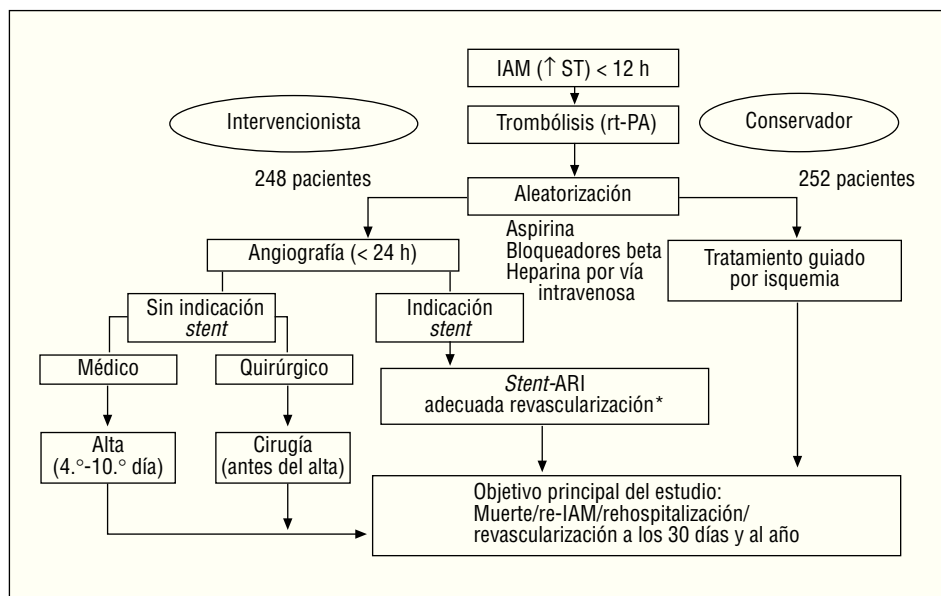 IAM (↑ ST) < 12 h
Intervencionista
Trombólisis (rt-PA)
Conservador
248 pacientes
252 pacientes
Aleatorización
Aspirina
Bloqueadores beta
Heparina por vía
intravenosa
Angiografía (< 24 h)
Tratamiento guiado
por isquemia
Sin indicación
stent
Indicación
stent
Médico
Quirúrgico
Stent-ARI
adecuada revascularización*
Alta
(4.°-10.° día)
Cirugía
(antes del alta)
Objetivo principal del estudio:
Muerte/re-IAM/rehospitalización/
revascularización a los 30 días y al año